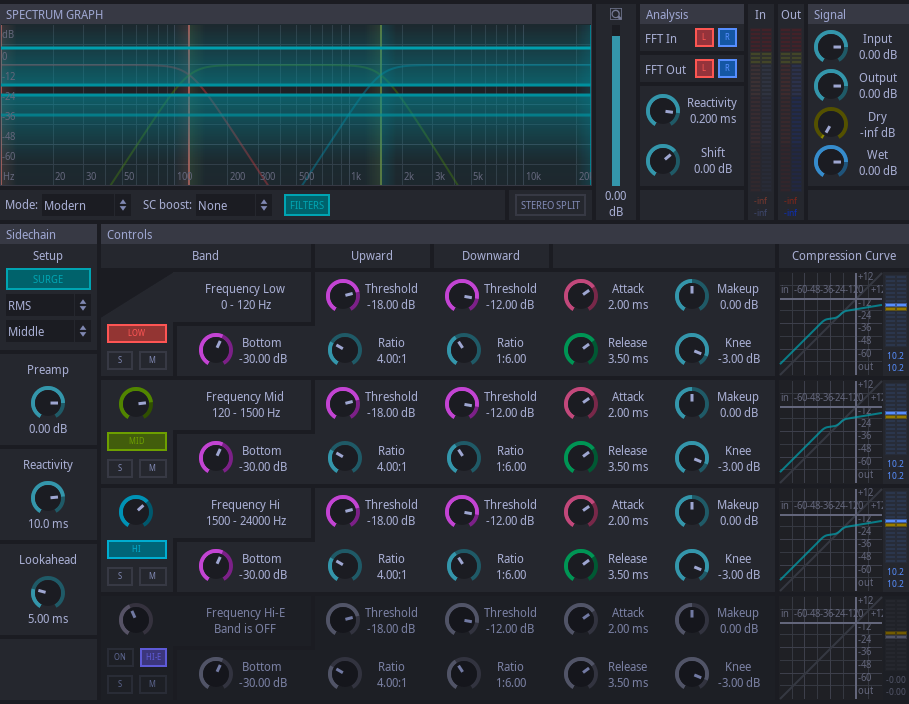 SPECTRUM GRAPH
dB
0
-12
-24
-36
-48
-60
Hz 20 30 50 100 200 300 500 1k 2k 3k 5k 10k 20
Mode: Modern SC boost: None FILTERS STEREO SPLIT
0.00
dB
Analysis
FFT In L R
FFT Out L R
Reactivity
0.200 ms
Shift
0.00 dB
In Out
-inf -inf
-inf -inf
Signal
Input
0.00 dB
Output
0.00 dB
Dry
-inf dB
Wet
0.00 dB
Sidechain
Setup
SURGE
RMS
Middle
Preamp
0.00 dB
Reactivity
10.0 ms
Lookahead
5.00 ms
Controls
Band Upward Downward Compression Curve
Frequency Low Threshold Threshold Attack Makeup
0 - 120 Hz -18.00 dB -12.00 dB 2.00 ms 0.00 dB
LOW
S M
Bottom Ratio Ratio Release Knee
-30.00 dB 4.00:1 1:6.00 3.50 ms -3.00 dB
+12
in -60-48-36-24-12 0 +12
-12
-24
-36
-48
-60
out
10.2
10.2
Frequency Mid Threshold Threshold Attack Makeup
120 - 1500 Hz -18.00 dB -12.00 dB 2.00 ms 0.00 dB
MID
S M
Bottom Ratio Ratio Release Knee
-30.00 dB 4.00:1 1:6.00 3.50 ms -3.00 dB
+12
in -60-48-36-24-12 0 +12
-12
-24
-36
-48
-60
out
10.2
10.2
Frequency Hi Threshold Threshold Attack Makeup
1500 - 24000 Hz -18.00 dB -12.00 dB 2.00 ms 0.00 dB
HI
S M
Bottom Ratio Ratio Release Knee
-30.00 dB 4.00:1 1:6.00 3.50 ms -3.00 dB
+12
in -60-48-36-24-12 0 +12
-12
-24
-36
-48
-60
out
10.2
10.2
Frequency Hi-E Threshold Threshold Attack Makeup
Band is OFF -18.00 dB -12.00 dB 2.00 ms 0.00 dB
ON HI-E
S M
Bottom Ratio Ratio Release Knee
-30.00 dB 4.00:1 1:6.00 3.50 ms -3.00 dB
+12
in -60-48-36-24-12 0 +12
-12
-24
-36
-48
-60
out
-0.00
-0.00